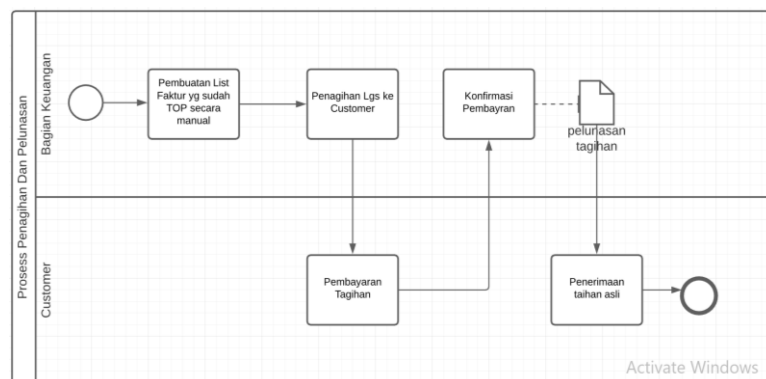 Prosess Penagihan Dan Pelunasan
Bagian Keuangan
Pembuatan List
Faktur yg sudah
TOP secara
manual
Penagihan Lgs ke
Customer
Konfirmasi
Pembayran
pelunasan
tagihan
Customer
Pembayaran
Tagihan
Penerimaan
taihan asli
Activate Windows